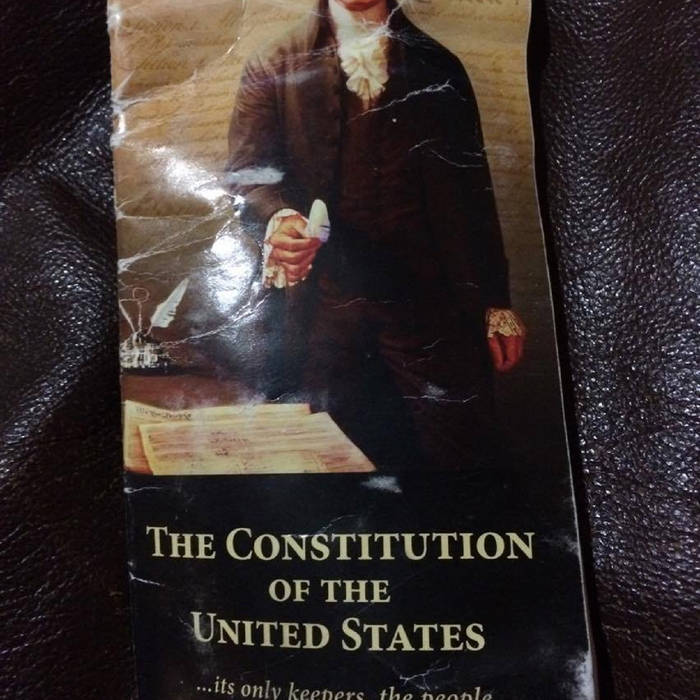 THE CONSTITUTION
OF THE
UNITED STATES
...its only keepers, the people